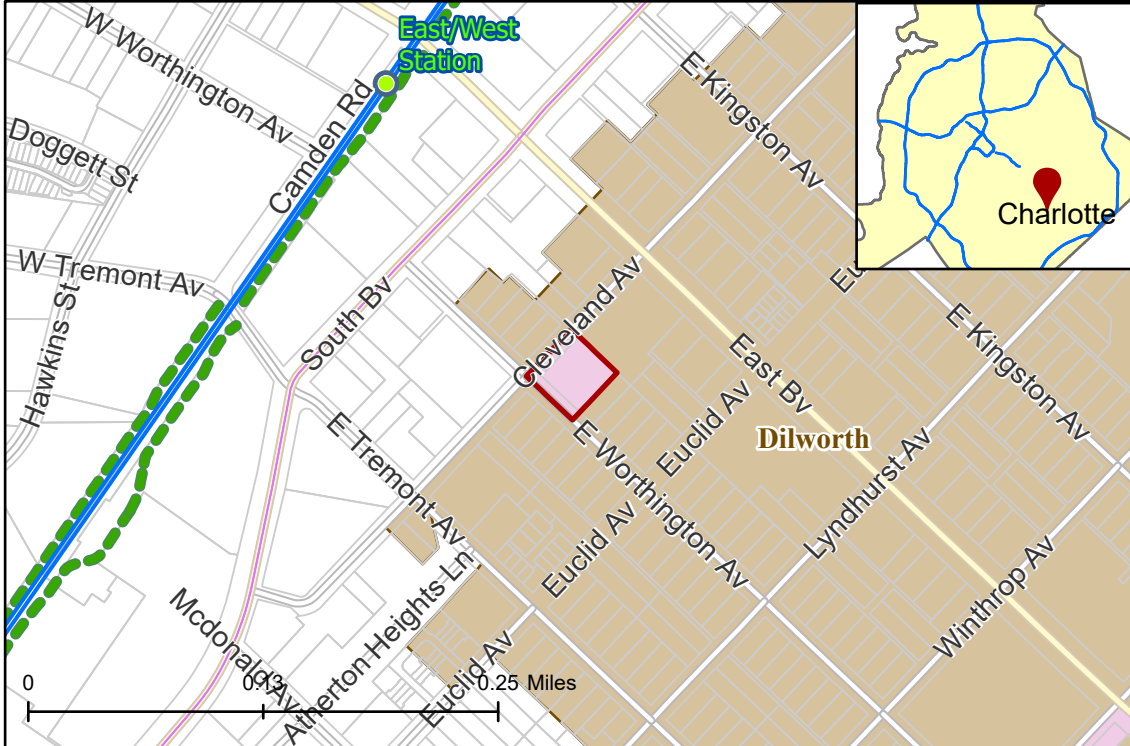 East/West
Station
W Worthington Av
Camden Rd
Doggett St
E Kingston Av
Charlotte
W Tremont Av
Hawkins St
South Bv
Cleveland Av
Eu
E Kingston Av
East Bv
Dilworth
Euclid Av
E Tremont Av
E Worthington Av
Lyndhurst Av
Euclid Av
Winthrop Av
Mcdonald Av
Atherton Heights Ln
Euclid Av
0
0.13
0.25 Miles